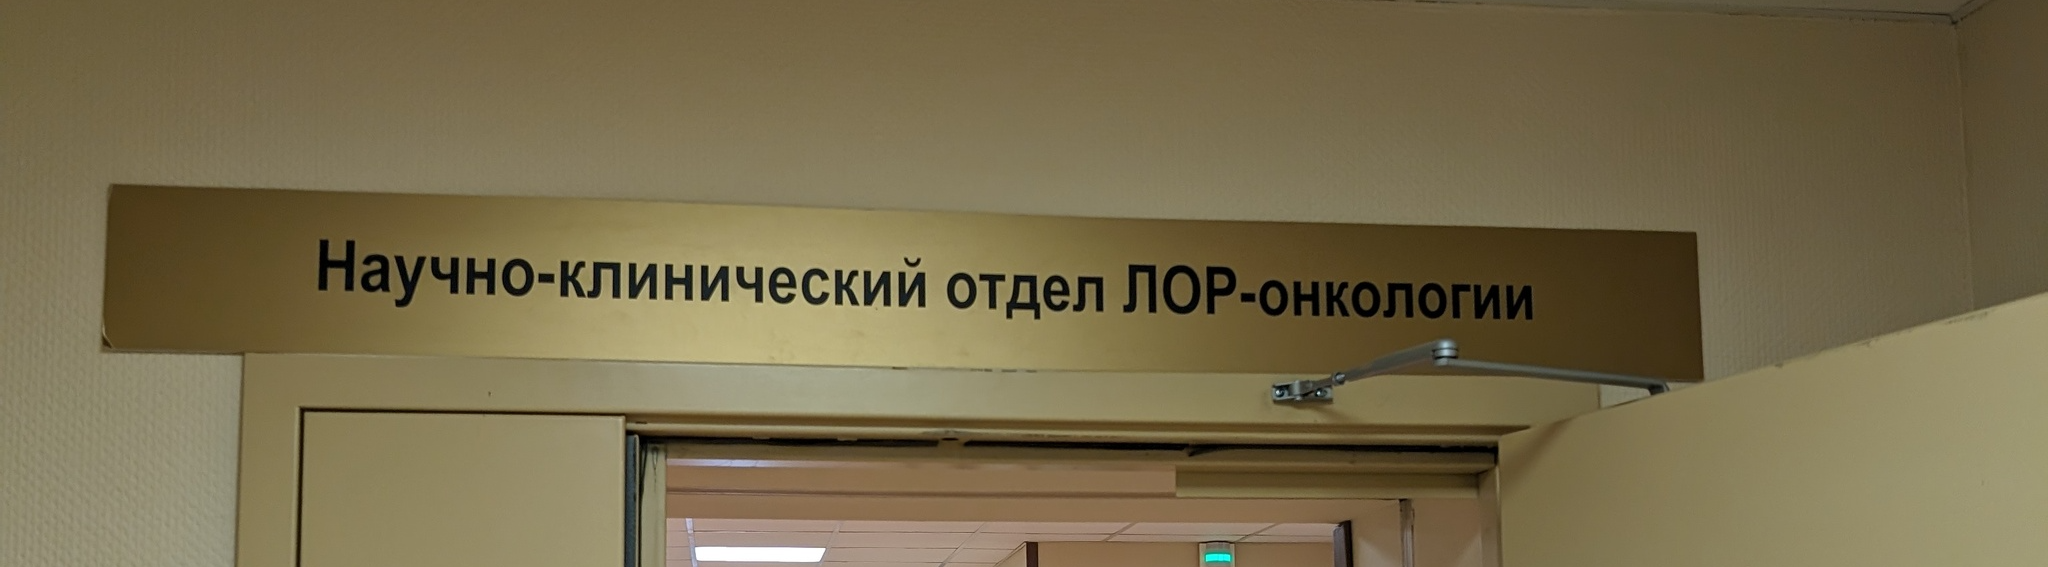 Научно-клинический отдел ЛОР-онкологии